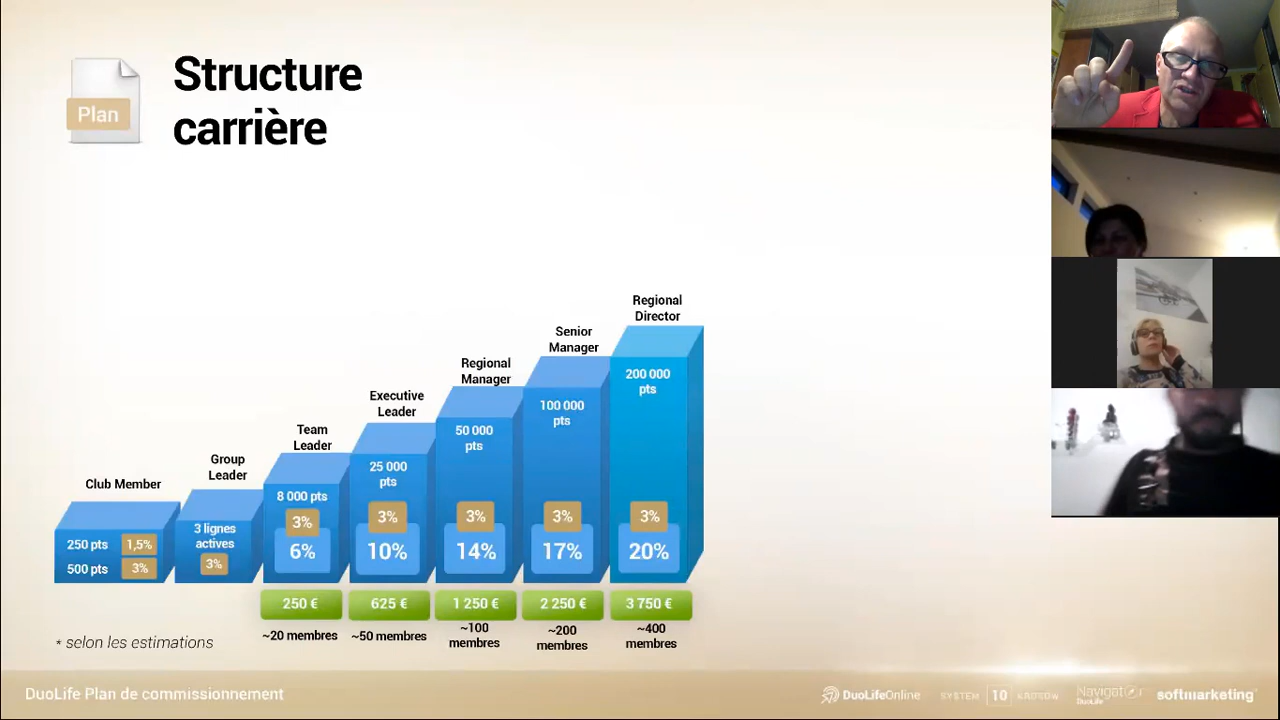 Plan
Structure
carrière
Club Member
250 pts 1,5%
500 pts 3%
Group
Leader
3 lignes
actives
3%
Team
Leader
8 000 pts
3%
6%
250 €
~20 membres
Executive
Leader
25 000
pts
3%
10%
625 €
~50 membres
Regional
Manager
50 000
pts
3%
14%
1 250 €
~100
membres
Senior
Manager
100 000
pts
3%
17%
2 250 €
~200
membres
Regional
Director
200 000
pts
3%
20%
3 750 €
~400
membres
* selon les estimations
DuoLife Plan de commissionnement
DuoLifeOnline
SYSTEM 10 KROKÓW
Navigator
DuoLife
softmarketing